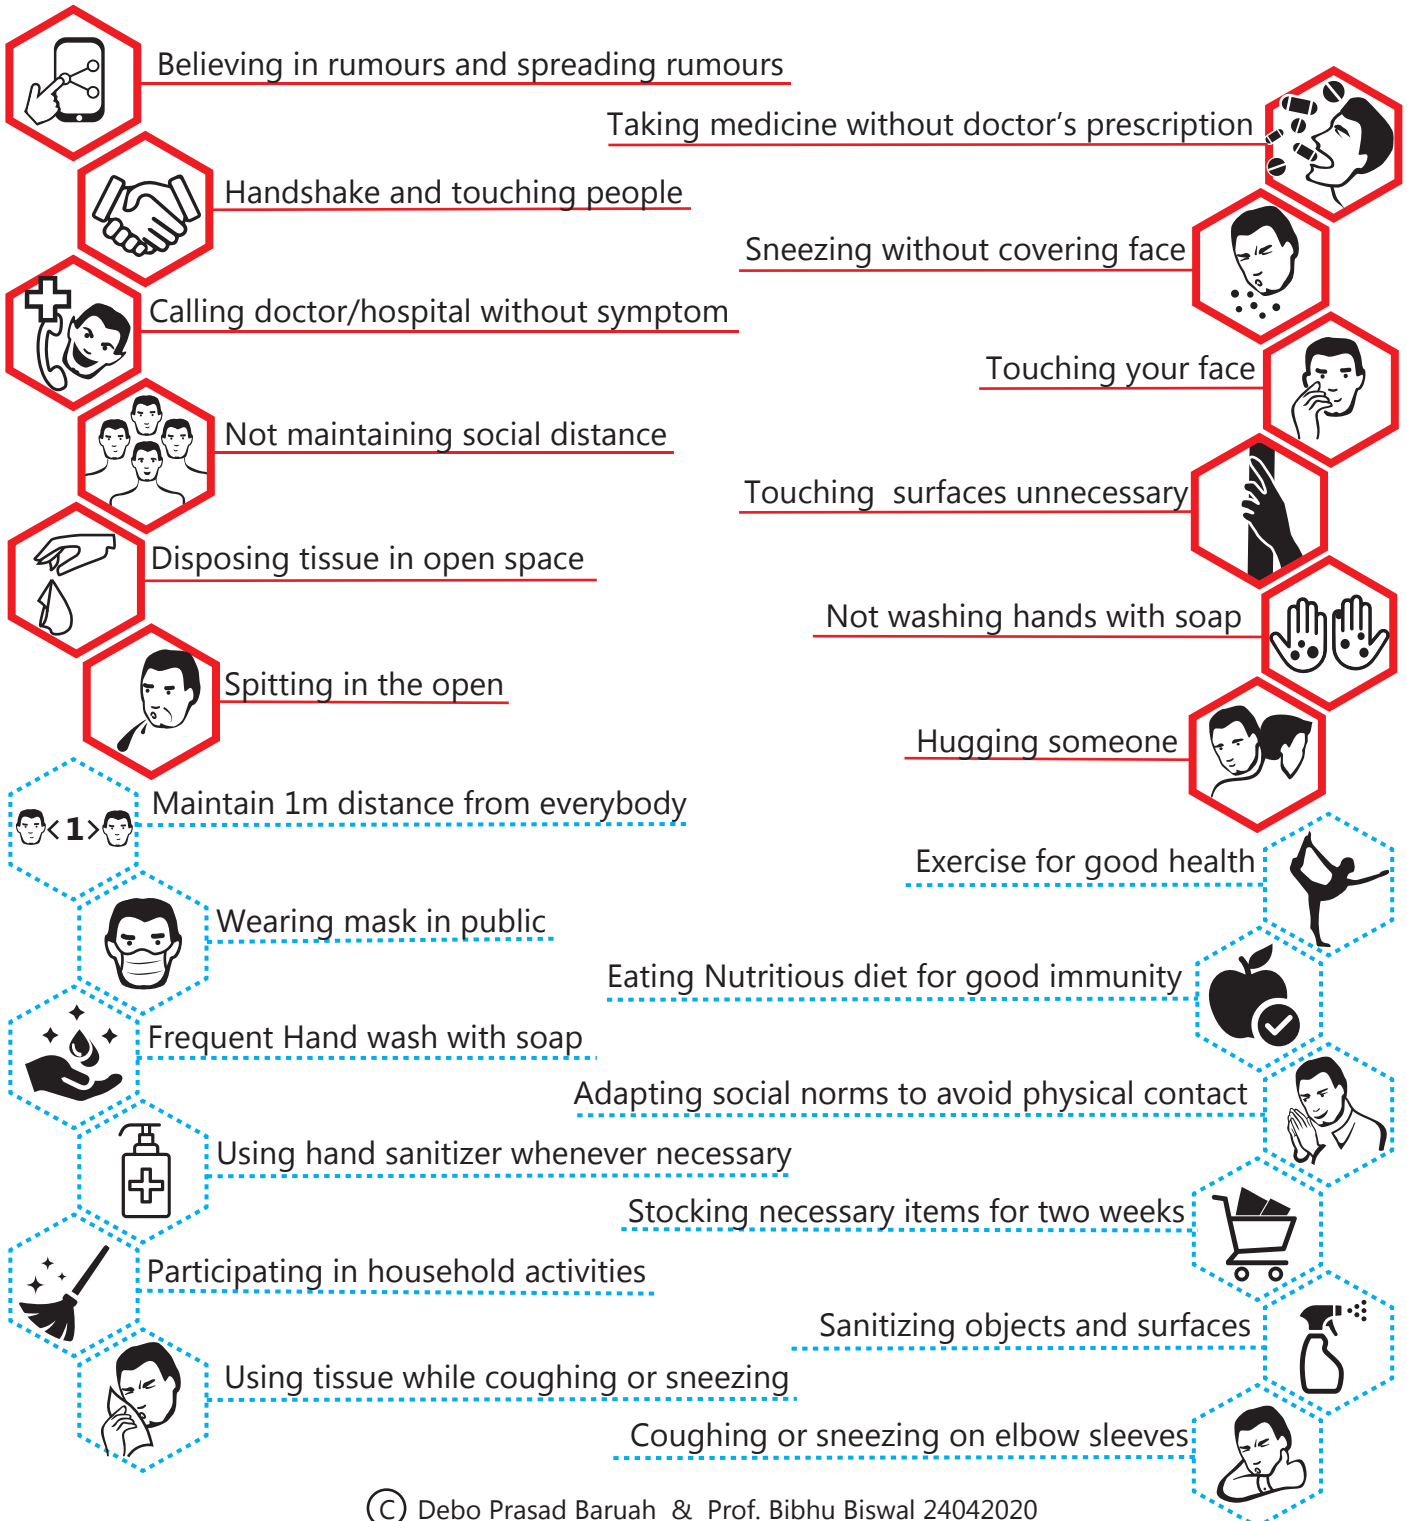 Believing in rumours and spreading rumours
Taking medicine without doctor’s prescription
Handshake and touching people
Sneezing without covering face
Calling doctor/hospital without symptom
Touching your face
Not maintaining social distance
Touching surfaces unnecessary
Disposing tissue in open space
Not washing hands with soap
Spitting in the open
Hugging someone
Maintain 1m distance from everybody
<1>
Exercise for good health
Wearing mask in public
Eating Nutritious diet for good immunity
Frequent Hand wash with soap
Adapting social norms to avoid physical contact
Using hand sanitizer whenever necessary
Stocking necessary items for two weeks
Participating in household activities
Sanitizing objects and surfaces
Using tissue while coughing or sneezing
Coughing or sneezing on elbow sleeves
© Debo Prasad Baruah & Prof. Bibhu Biswal 24042020